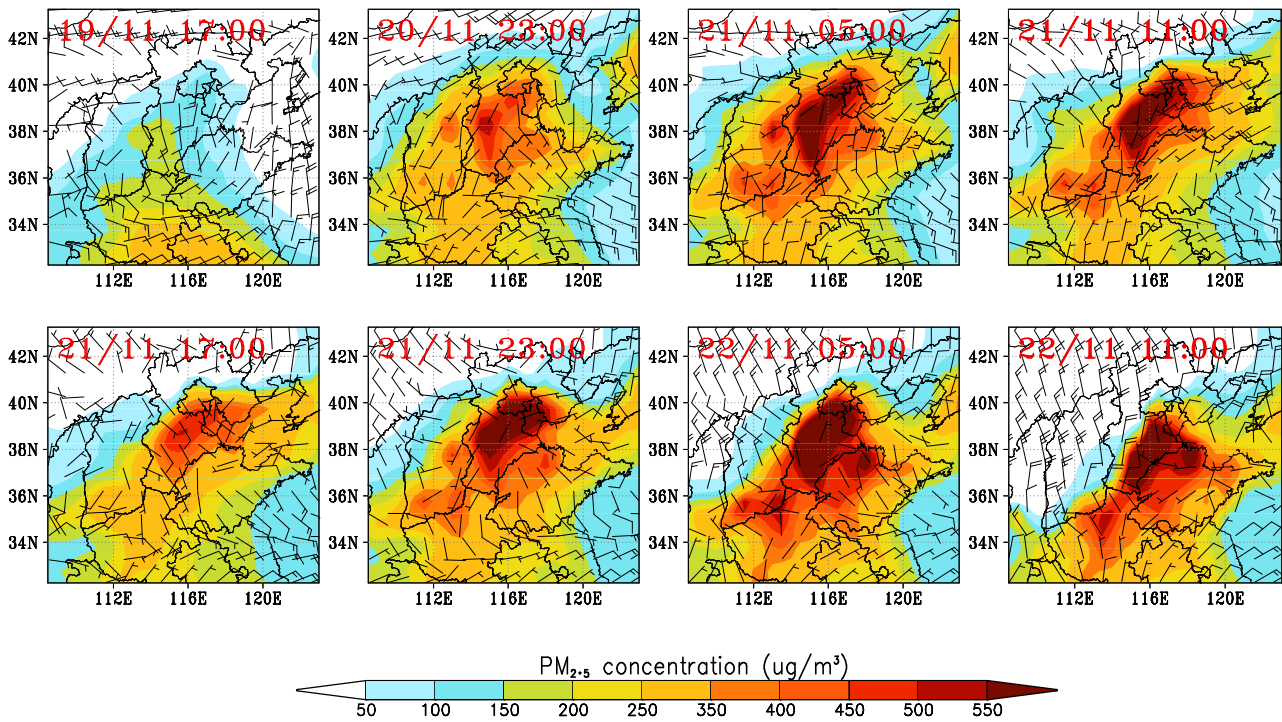 19/11 17:00 20/11 23:00 21/11 05:00 21/11 11:00
42N 42N 42N 42N
40N 40N 40N 40N
38N 38N 38N 38N
36N 36N 36N 36N
34N 34N 34N 34N
112E 116E 120E 112E 116E 120E 112E 116E 120E 112E 116E 120E
21/11 17:00 21/11 23:00 22/11 05:00 22/11 11:00
42N 42N 42N 42N
40N 40N 40N 40N
38N 38N 38N 38N
36N 36N 36N 36N
34N 34N 34N 34N
112E 116E 120E 112E 116E 120E 112E 116E 120E 112E 116E 120E
PM₂.₅ concentration (ug/m³)
50 100 150 200 250 300 350 400 450 500 550